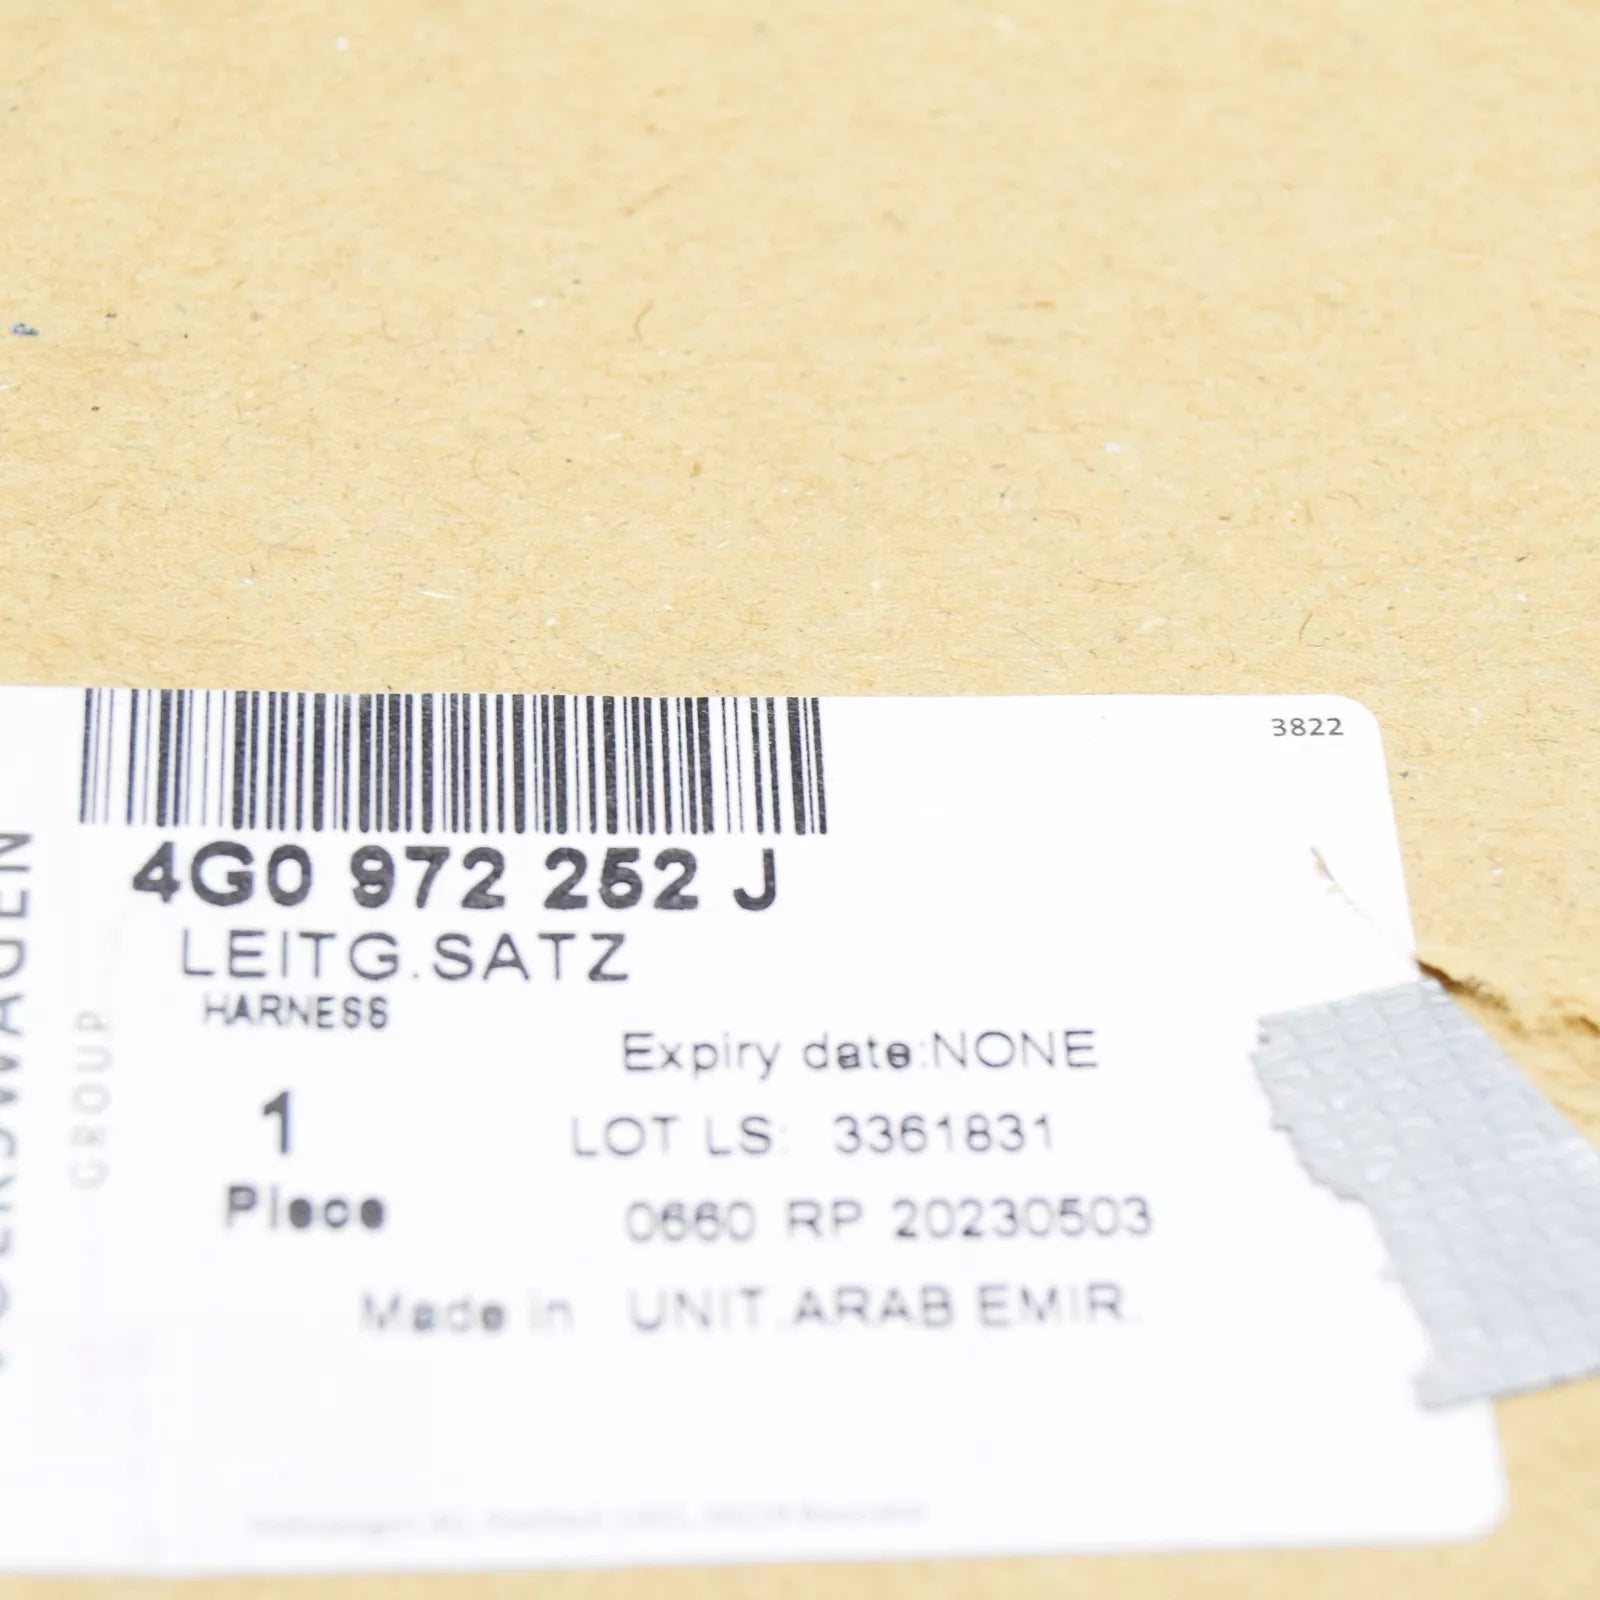 3822
4G0 972 252 J
LEITG.SATZ
HARNESS
Expiry date:NONE
1
LOT LS: 3361831
Piece
0660 RP 20230503
Made in UNIT.ARAB EMIR.
VOLKSWAGEN
GROUP